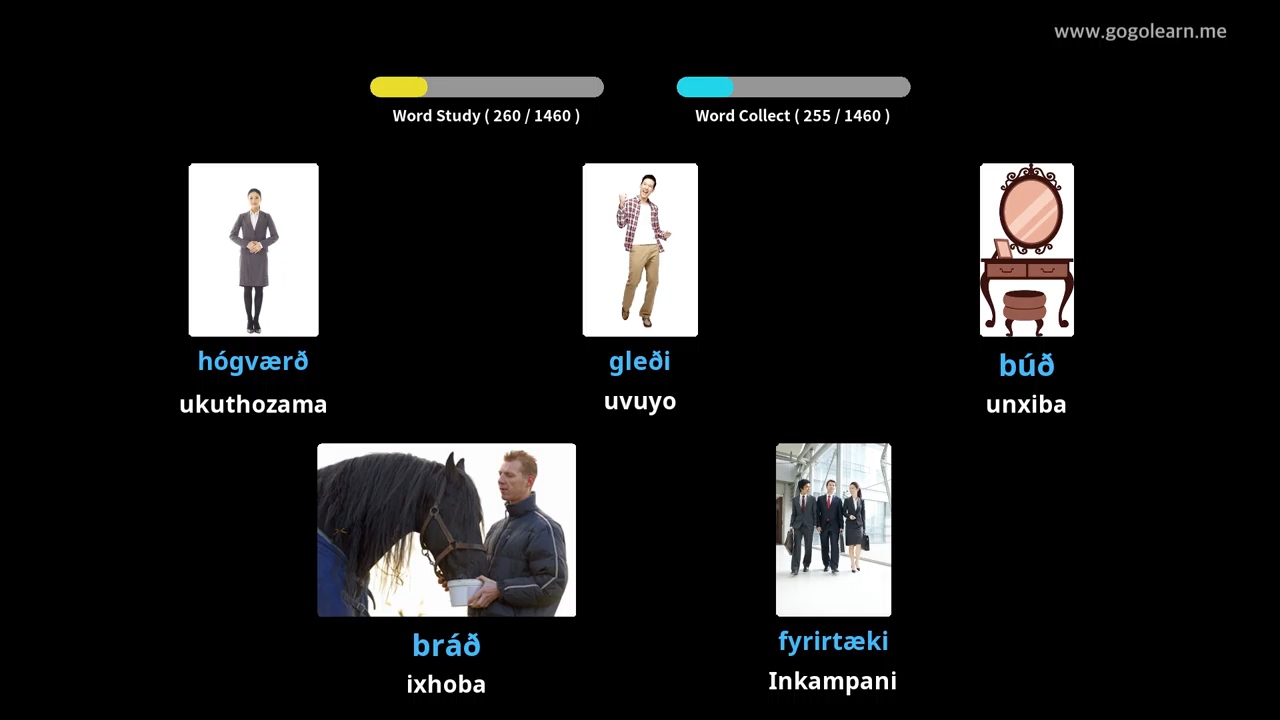 www.gogolearn.me
Word Study ( 260 / 1460 )
Word Collect ( 255 / 1460 )
hógværð
ukuthozama
gleði
uvuyo
búð
unxiba
bráð
ixhoba
fyrirtæki
Inkampani